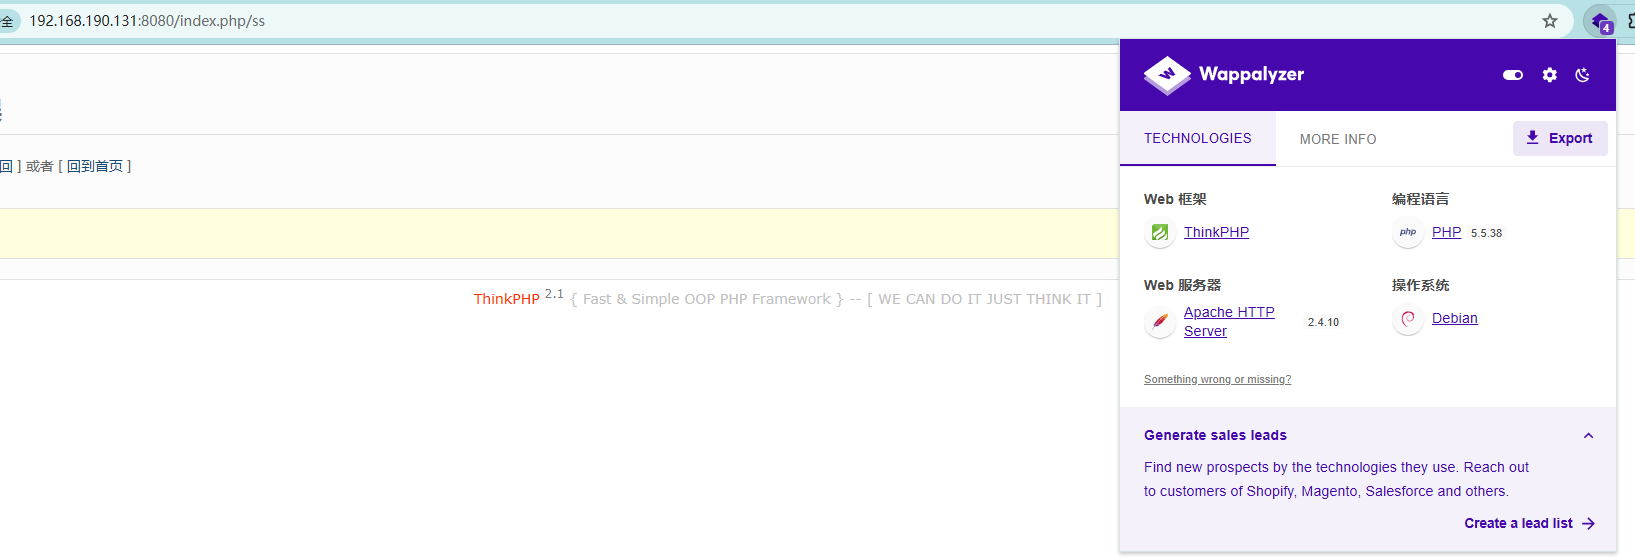 全 192.168.190.131:8080/index.php/ss
4
Wappalyzer
TECHNOLOGIES MORE INFO Export
回 ] 或者 [ 回到首页 ]
Web 框架
ThinkPHP
编程语言
php PHP 5.5.38
Web 服务器
Apache HTTP
Server 2.4.10
操作系统
Debian
ThinkPHP 2.1 { Fast & Simple OOP PHP Framework } -- [ WE CAN DO IT JUST THINK IT ]
Something wrong or missing?
Generate sales leads
Find new prospects by the technologies they use. Reach out
to customers of Shopify, Magento, Salesforce and others.
Create a lead list